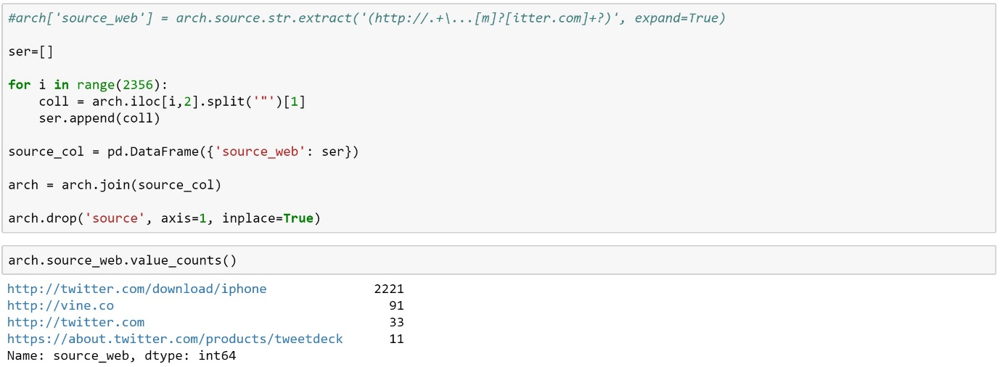 #arch['source_web'] = arch.source.str.extract('(http://.+\...[m]?[itter.com]+?)', expand=True)
ser=[]
for i in range(2356):
    coll = arch.iloc[i,2].split('"')[1]
    ser.append(coll)
source_col = pd.DataFrame({'source_web': ser})
arch = arch.join(source_col)
arch.drop('source', axis=1, inplace=True)
arch.source_web.value_counts()
http://twitter.com/download/iphone 2221
http://vine.co 91
http://twitter.com 33
https://about.twitter.com/products/tweetdeck 11
Name: source_web, dtype: int64